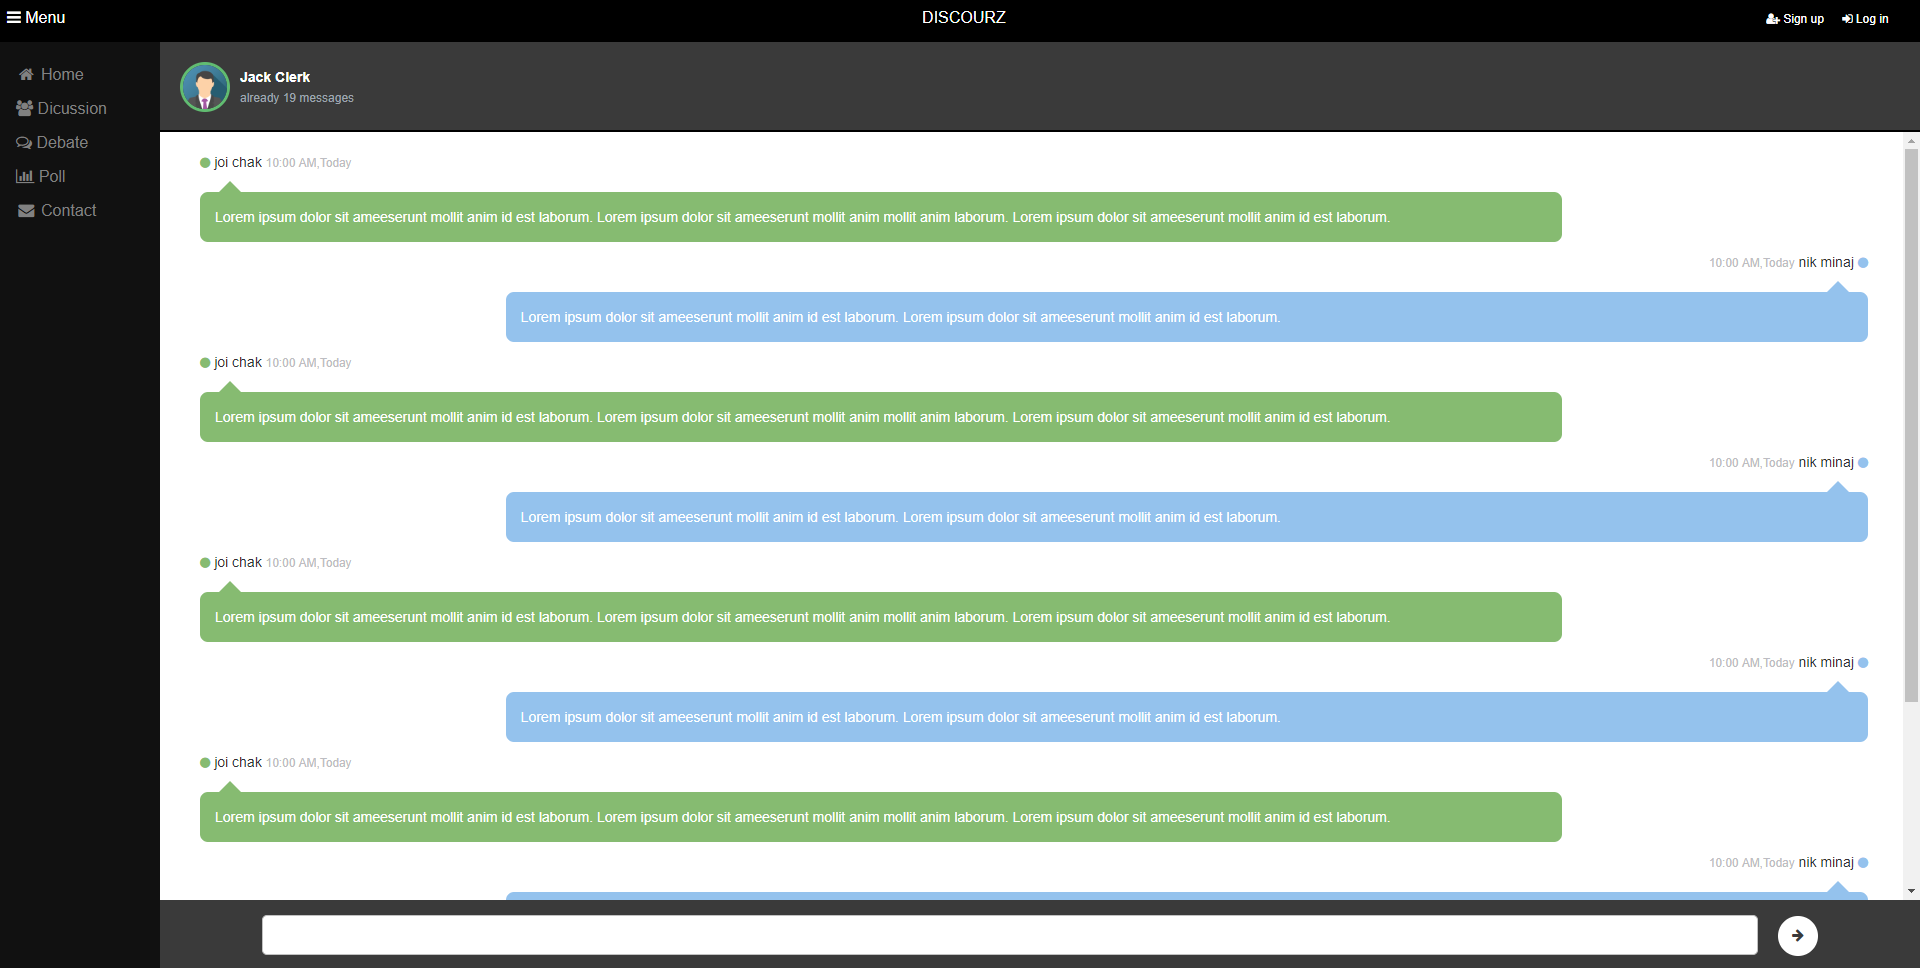 Menu
DISCOURZ
Sign up
Log in
Home
Dicussion
Debate
Poll
Contact
Jack Clerk
already 19 messages
joi chak 10:00 AM,Today
Lorem ipsum dolor sit ameeserunt mollit anim id est laborum. Lorem ipsum dolor sit ameeserunt mollit anim mollit anim laborum. Lorem ipsum dolor sit ameeserunt mollit anim id est laborum.
10:00 AM,Today nik minaj
Lorem ipsum dolor sit ameeserunt mollit anim id est laborum. Lorem ipsum dolor sit ameeserunt mollit anim id est laborum.
joi chak 10:00 AM,Today
Lorem ipsum dolor sit ameeserunt mollit anim id est laborum. Lorem ipsum dolor sit ameeserunt mollit anim mollit anim laborum. Lorem ipsum dolor sit ameeserunt mollit anim id est laborum.
10:00 AM,Today nik minaj
Lorem ipsum dolor sit ameeserunt mollit anim id est laborum. Lorem ipsum dolor sit ameeserunt mollit anim id est laborum.
joi chak 10:00 AM,Today
Lorem ipsum dolor sit ameeserunt mollit anim id est laborum. Lorem ipsum dolor sit ameeserunt mollit anim mollit anim laborum. Lorem ipsum dolor sit ameeserunt mollit anim id est laborum.
10:00 AM,Today nik minaj
Lorem ipsum dolor sit ameeserunt mollit anim id est laborum. Lorem ipsum dolor sit ameeserunt mollit anim id est laborum.
joi chak 10:00 AM,Today
Lorem ipsum dolor sit ameeserunt mollit anim id est laborum. Lorem ipsum dolor sit ameeserunt mollit anim mollit anim laborum. Lorem ipsum dolor sit ameeserunt mollit anim id est laborum.
10:00 AM,Today nik minaj